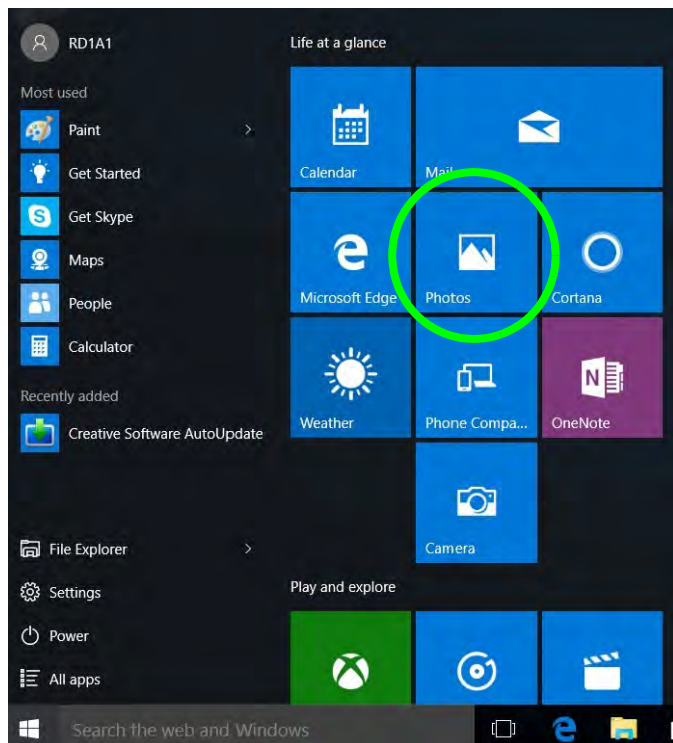 RD1A1
Life at a glance
Most used
Paint
Get Started
Get Skype
Maps
People
Calculator
Recently added
Creative Software AutoUpdate
File Explorer
Settings
Power
All apps
Calendar
Mail
Microsoft Edge
Photos
Cortana
Weather
Phone Compa...
OneNote
Camera
Play and explore
Search the web and Windows